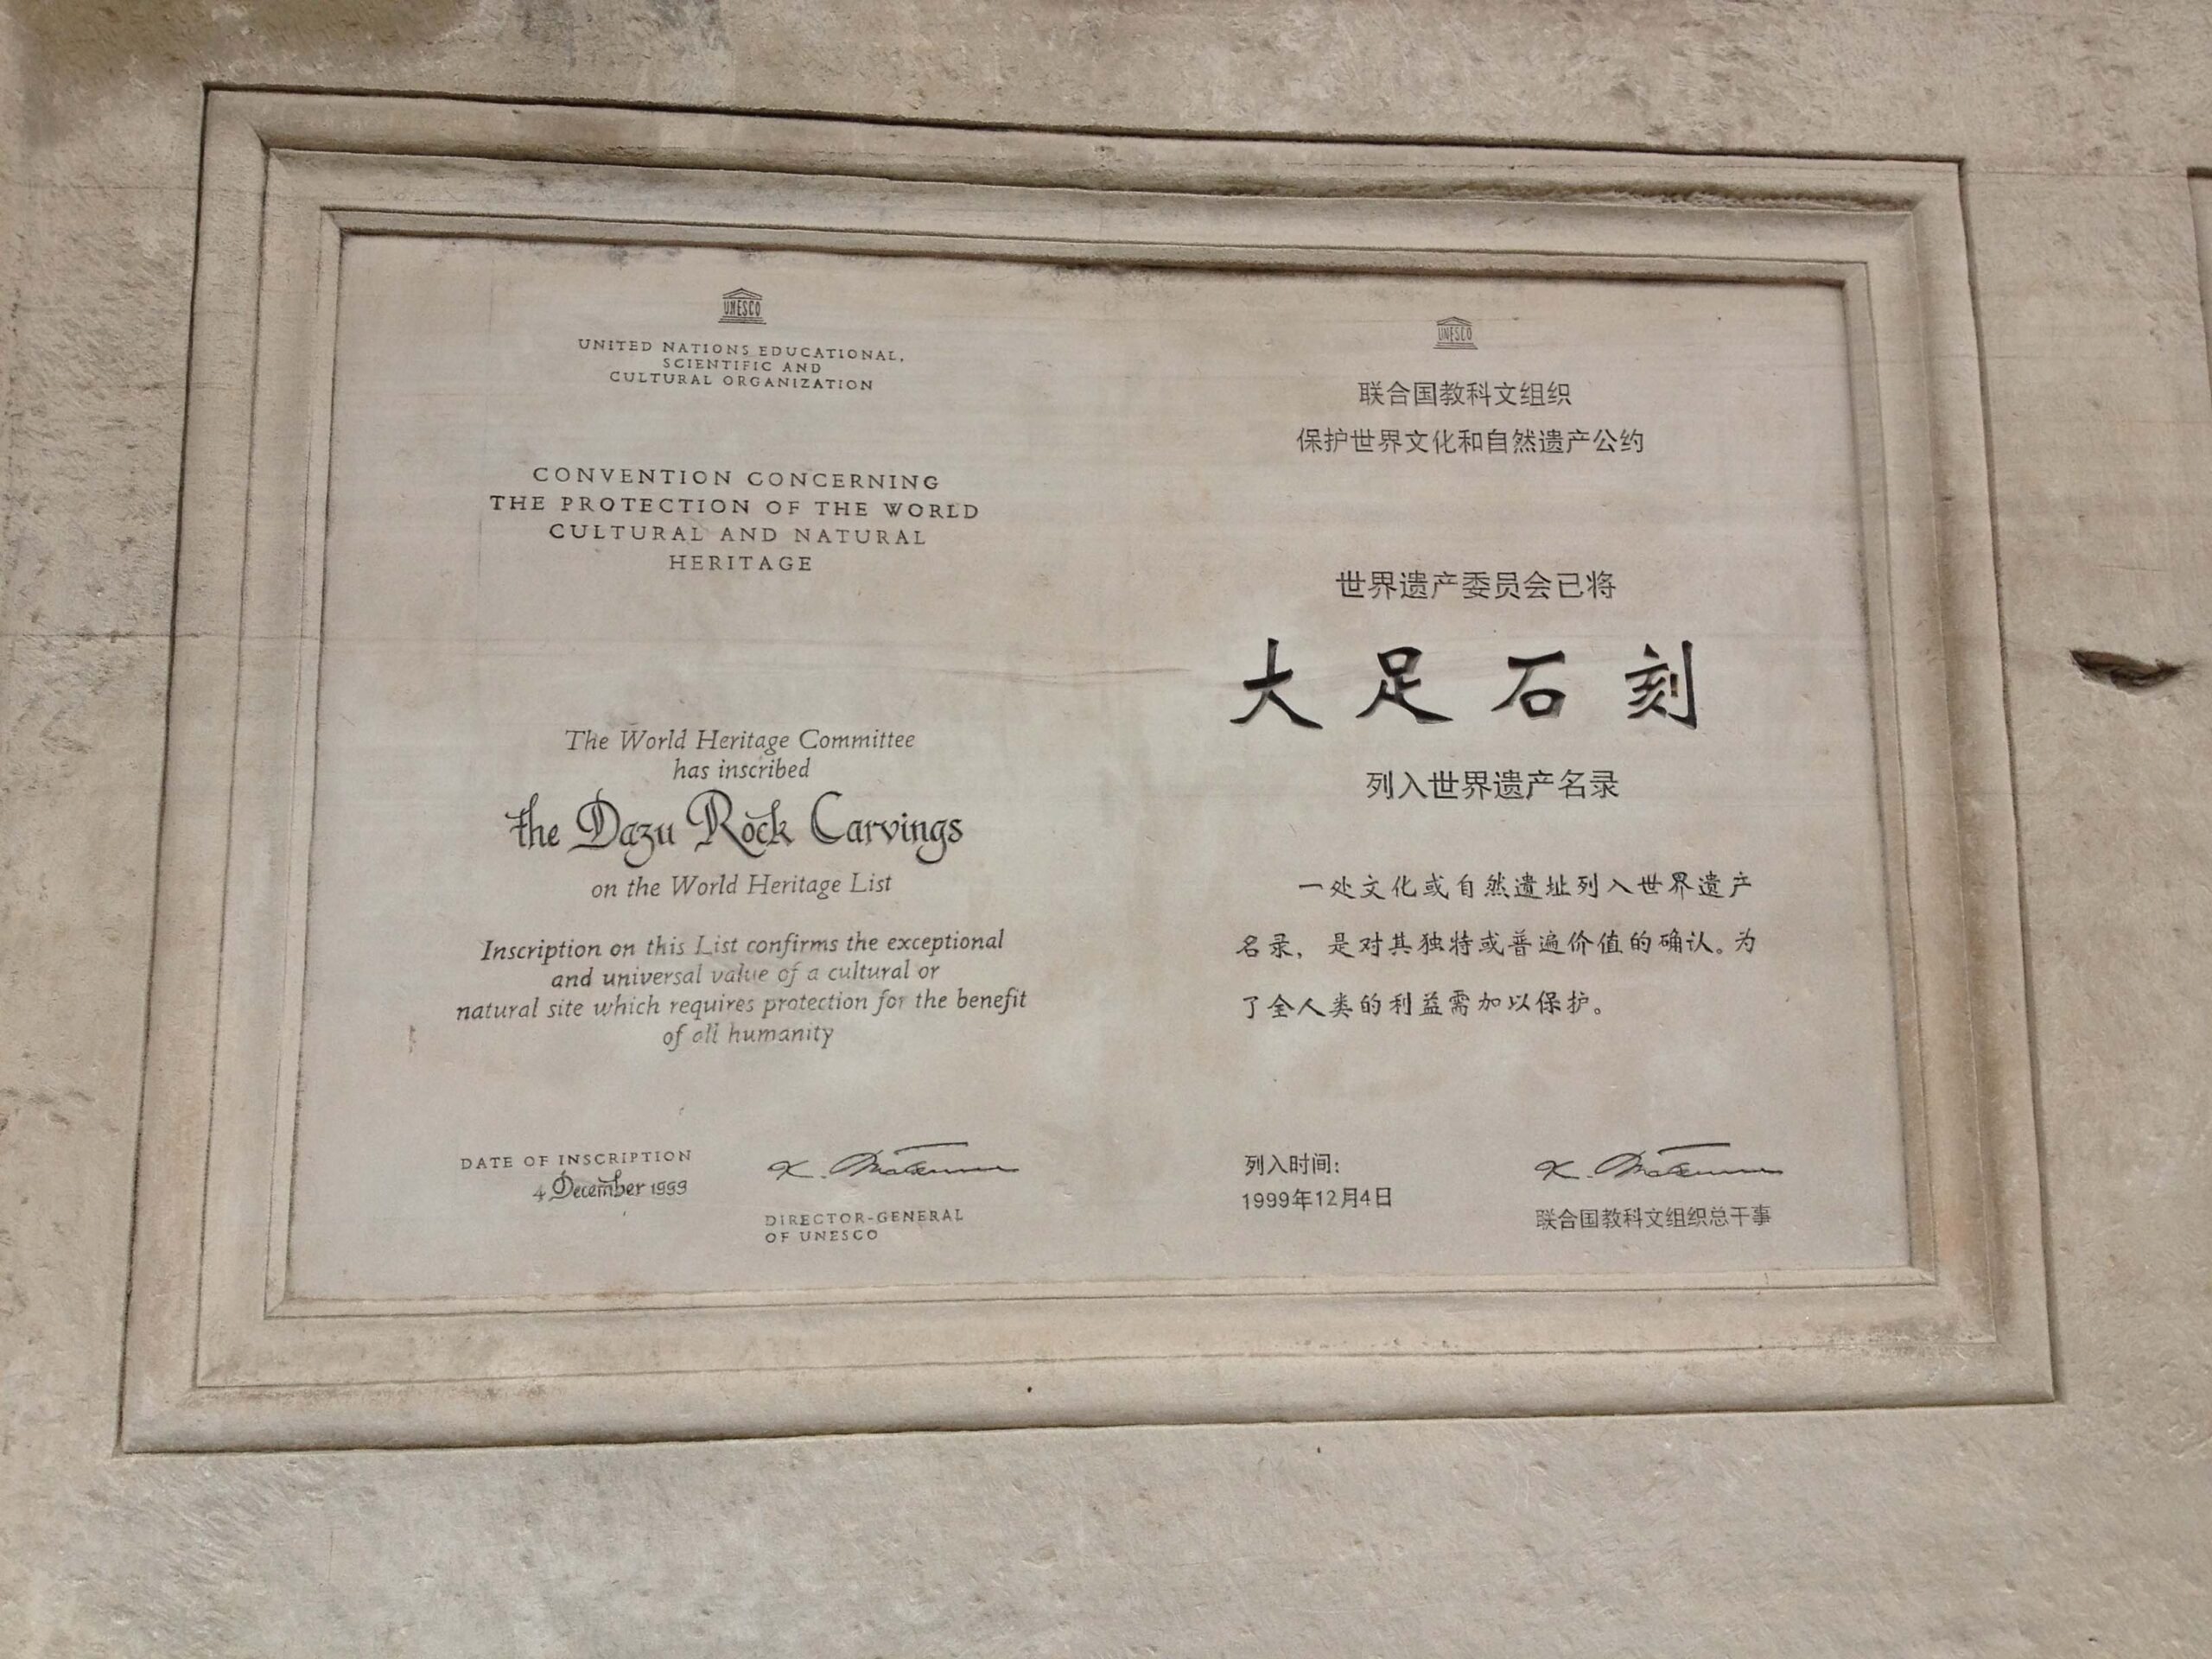 UNESCO
UNITED NATIONS EDUCATIONAL,
SCIENTIFIC AND
CULTURAL ORGANIZATION
CONVENTION CONCERNING
THE PROTECTION OF THE WORLD
CULTURAL AND NATURAL
HERITAGE
The World Heritage Committee
has inscribed
the Dazu Rock Carvings
on the World Heritage List
Inscription on this List confirms the exceptional
and universal value of a cultural or
natural site which requires protection for the benefit
of all humanity
DATE OF INSCRIPTION
4 December 1999
DIRECTOR-GENERAL
OF UNESCO
UNESCO
联合国教科文组织
保护世界文化和自然遗产公约
世界遗产委员会已将
大足石刻
列入世界遗产名录
一处文化或自然遗址列入世界遗产
名录，是对其独特或普遍价值的确认。为
了全人类的利益需加以保护。
列入时间:
1999年12月4日
联合国教科文组织总干事